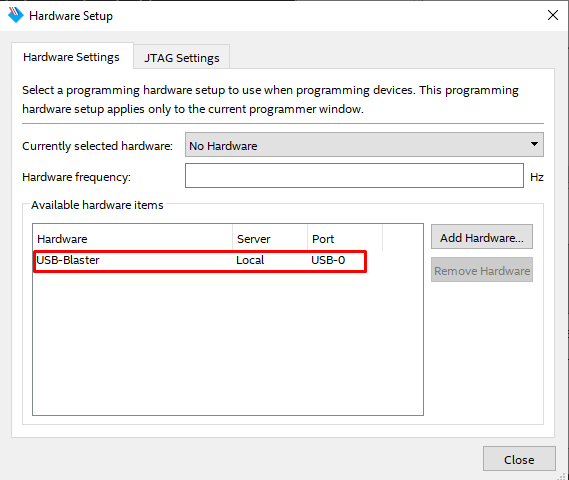 Hardware Setup
Hardware Settings
JTAG Settings
Select a programming hardware setup to use when programming devices. This programming
hardware setup applies only to the current programmer window.
Currently selected hardware:
No Hardware
Hardware frequency:
Hz
Available hardware items
Hardware
Server
Port
USB-Blaster
Local
USB-0
Add Hardware...
Remove Hardware
Close